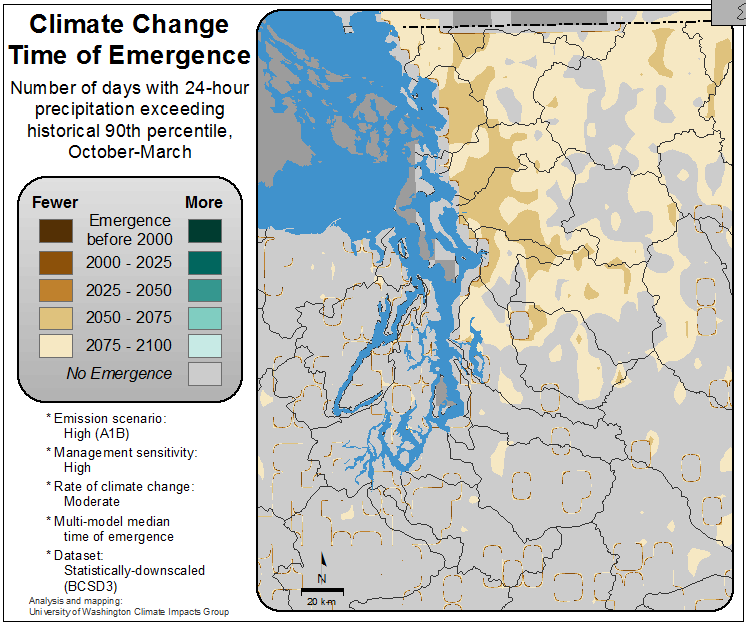 Climate Change
Time of Emergence
Number of days with 24-hour
precipitation exceeding
historical 90th percentile,
October-March
Fewer More
Emergence
before 2000
2000 - 2025
2025 - 2050
2050 - 2075
2075 - 2100
No Emergence
* Emission scenario:
High (A1B)
* Management sensitivity:
High
* Rate of climate change:
Moderate
* Multi-model median
time of emergence
* Dataset:
Statistically-downscaled
(BCSD3)
Analysis and mapping:
University of Washington Climate Impacts Group
N
20 km